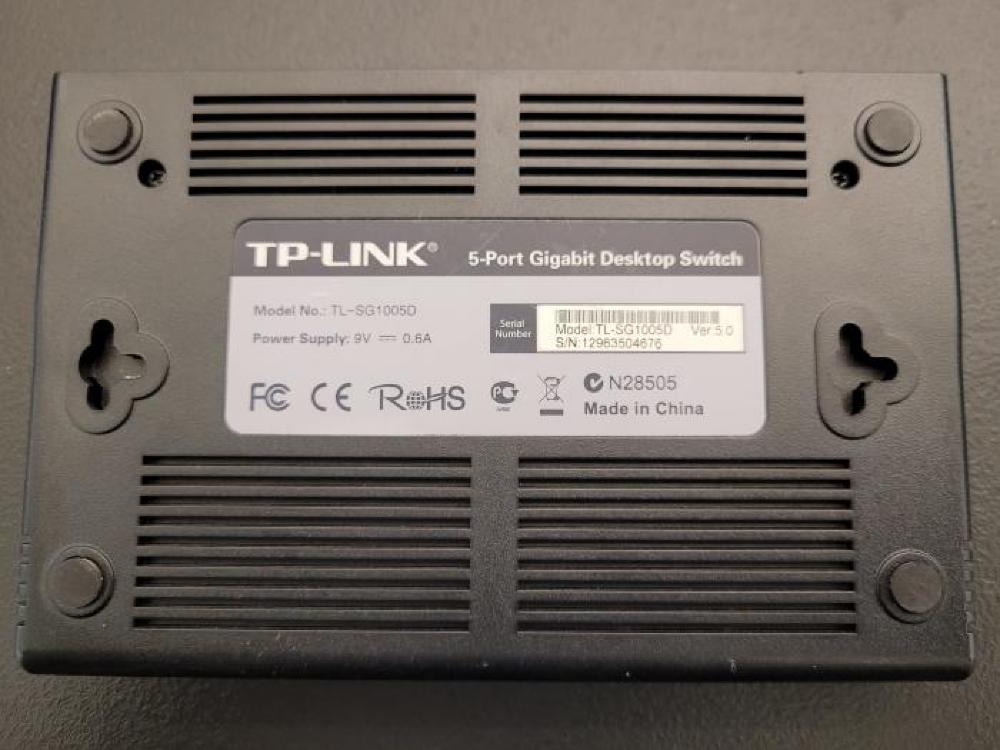 TP-LINK®
5-Port Gigabit Desktop Switch
Model No.: TL-SG1005D
Power Supply: 9V ⎓ 0.6A
Serial Number
Model:TL-SG1005D Ver 5.0
S/N:12963504676
FC CE RoHS
N28505
Made in China